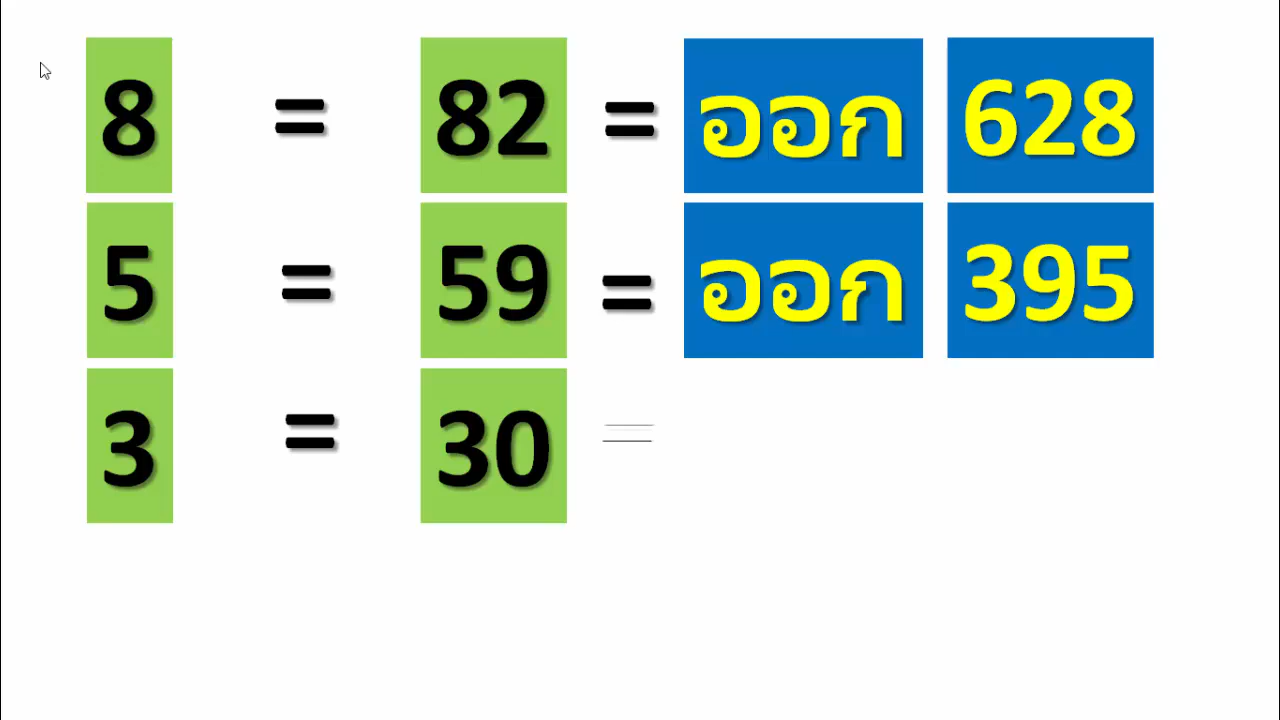 8 = 82 = ออก 628
5 = 59 = ออก 395
3 = 30 =